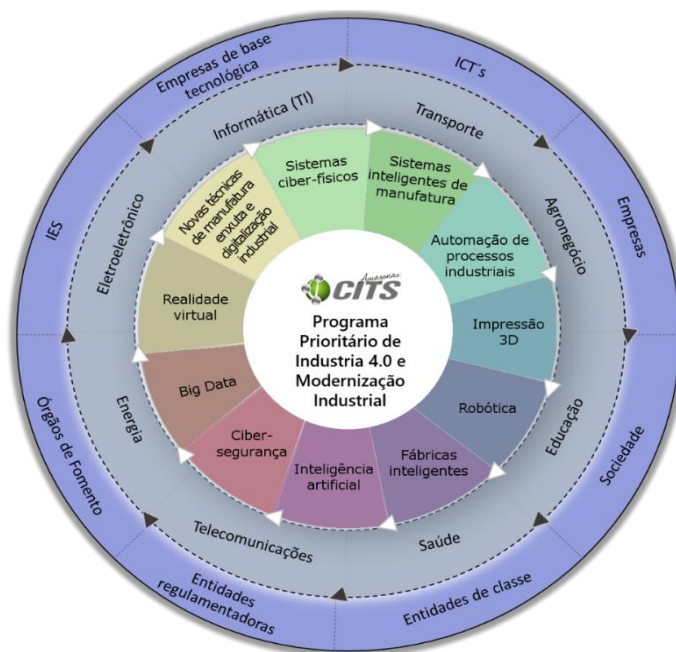 Empresas de base
tecnológica
ICT´s
Empresas
Sociedade
Entidades de classe
Entidades
regulamentadoras
Órgãos de Fomento
IES
Informática (TI)
Transporte
Agronegócio
Educação
Saúde
Telecomunicações
Energia
Eletroeletrônico
Sistemas
ciber-físicos
Sistemas
inteligentes de
manufatura
Automação de
processos
industriais
Impressão
3D
Robótica
Fábricas
inteligentes
Inteligência
artificial
Ciber-
segurança
Big Data
Realidade
virtual
Novas técnicas
de manufatura
enxuta e
digitalização
industrial
Amazonas
CITS
Programa
Prioritário de
Industria 4.0 e
Modernização
Industrial